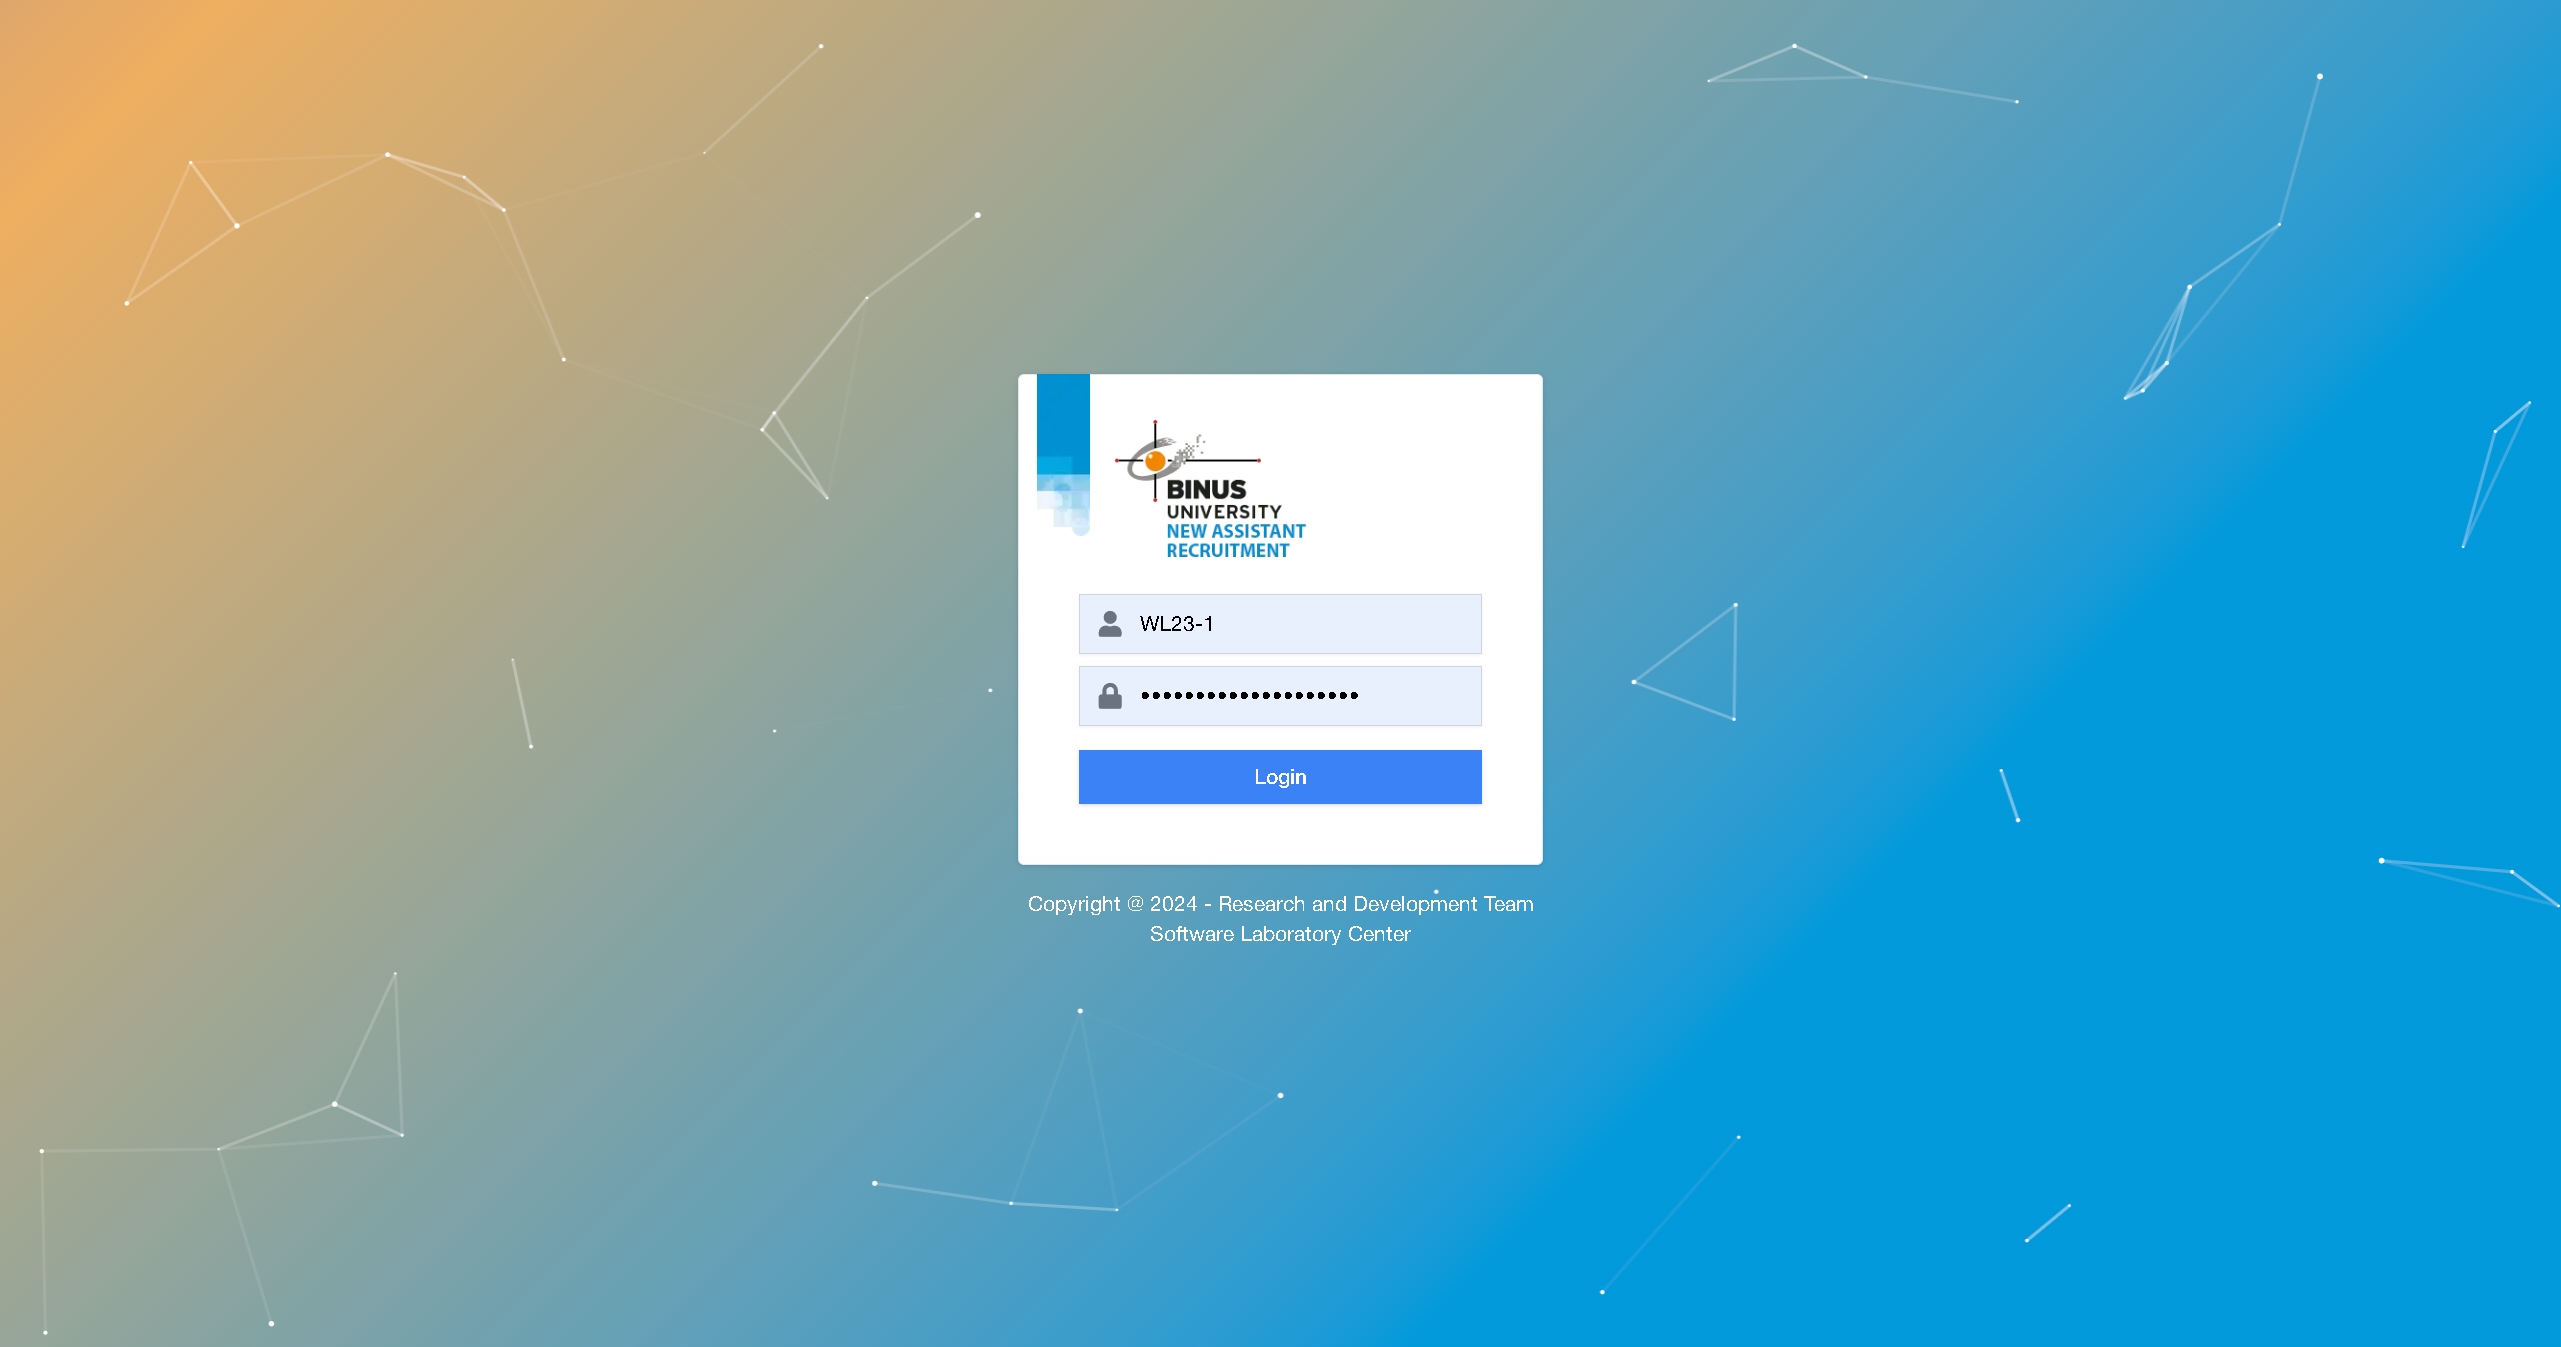 BINUS
UNIVERSITY
NEW ASSISTANT
RECRUITMENT
WL23-1
●●●●●●●●●●●●●●●●●●●●
Login
Copyright @ 2024 - Research and Development Team
Software Laboratory Center